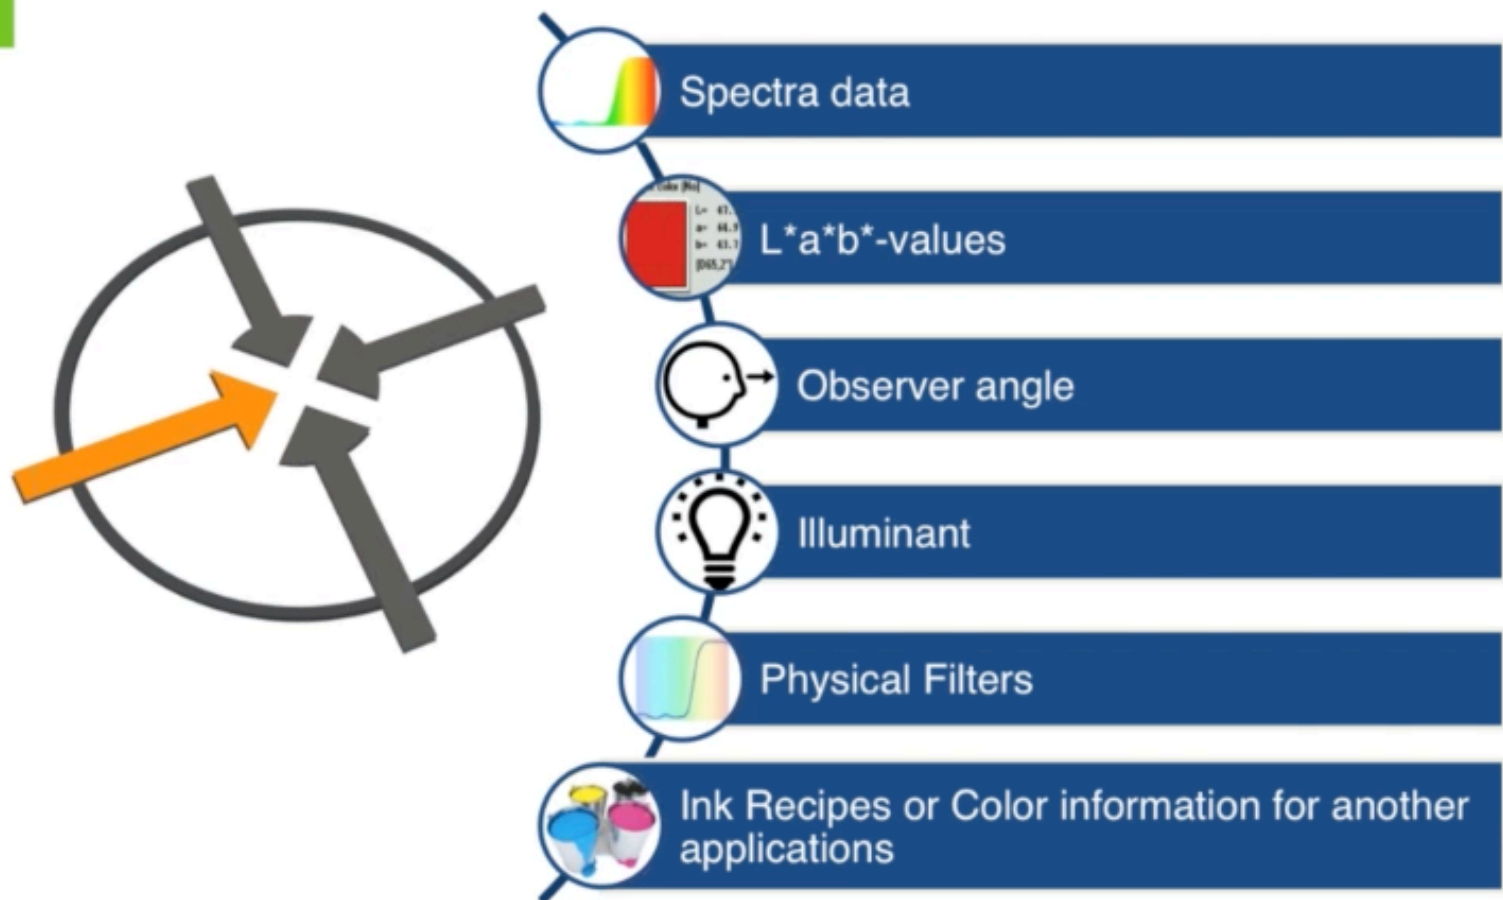 Spectra data
L*a*b*-values
Observer angle
Illuminant
Physical Filters
Ink Recipes or Color information for another
applications